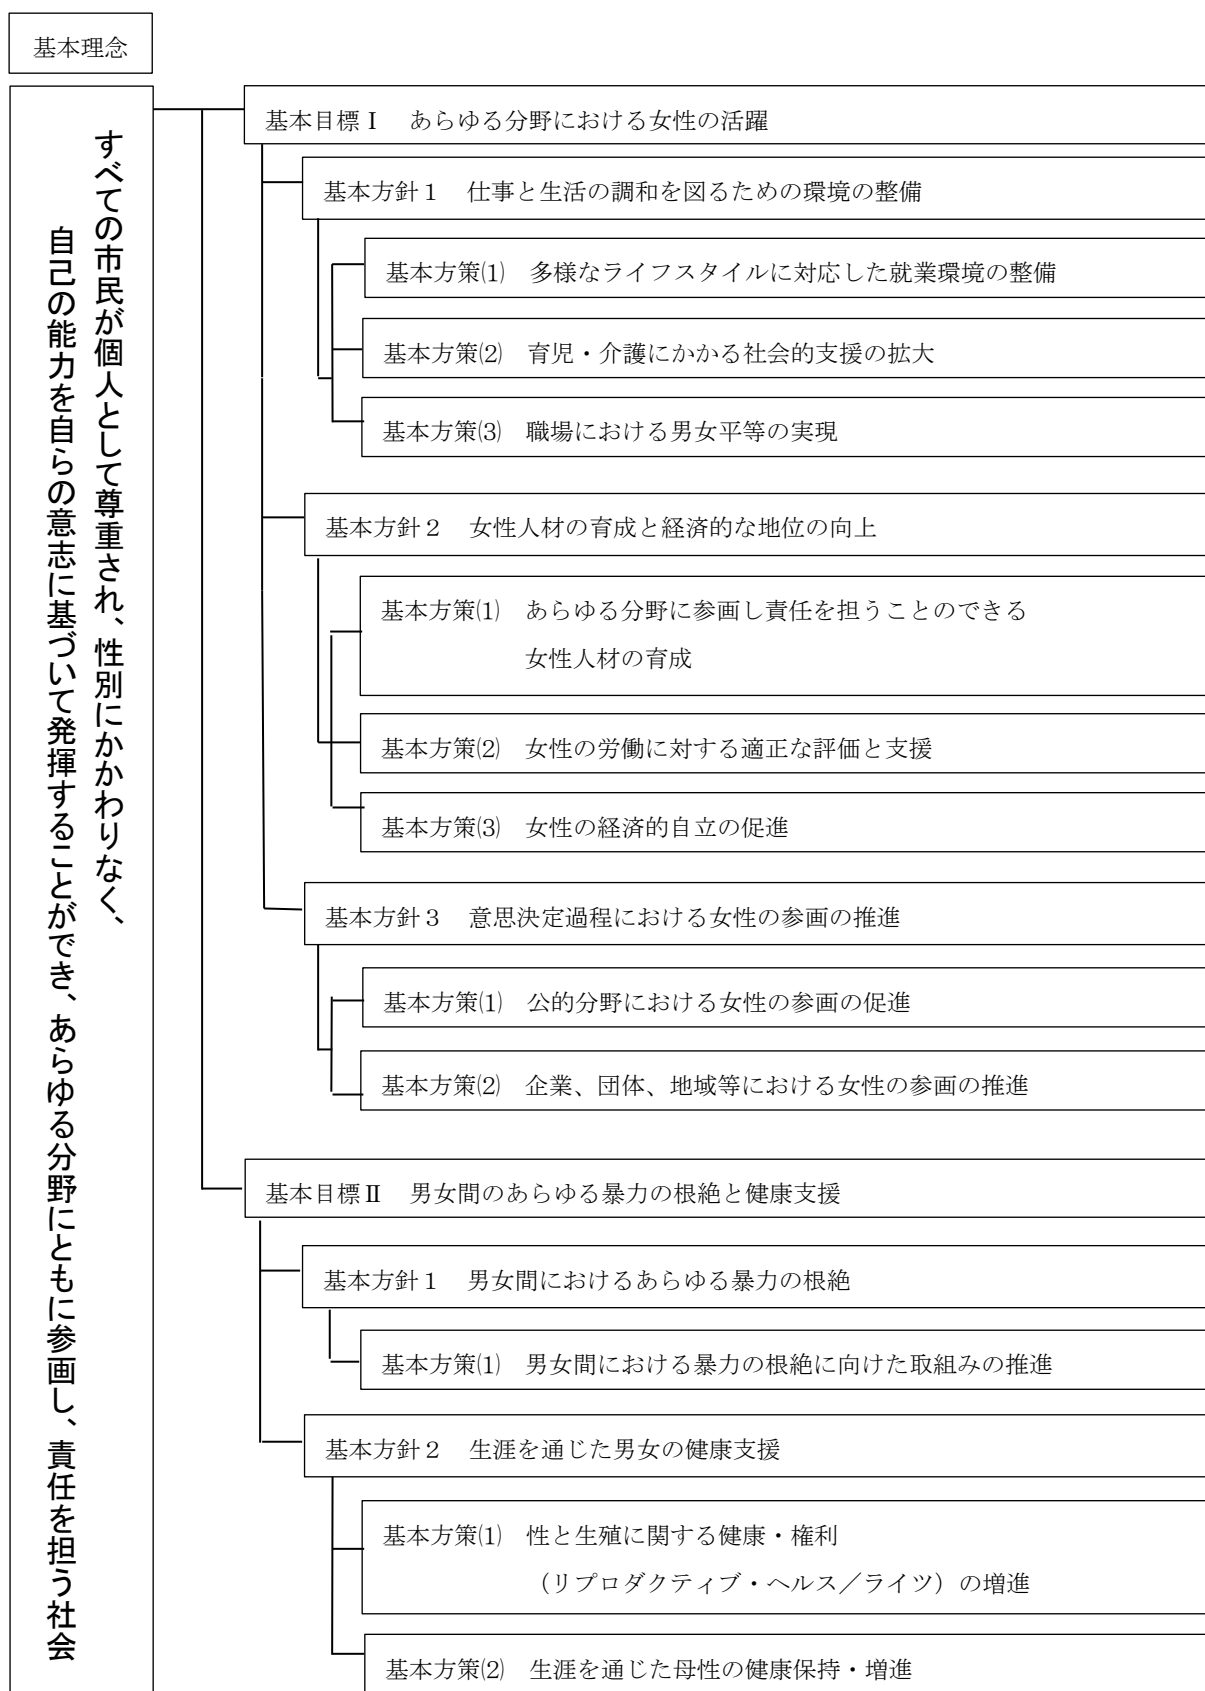 基本理念
すべての市民が個人として尊重され、性別にかかわりなく、
自己の能力を自らの意志に基づいて発揮することができ、あらゆる分野にともに参画し、責任を担う社会
基本目標Ⅰ　あらゆる分野における女性の活躍
基本方針１　仕事と生活の調和を図るための環境の整備
基本方策⑴　多様なライフスタイルに対応した就業環境の整備
基本方策⑵　育児・介護にかかる社会的支援の拡大
基本方策⑶　職場における男女平等の実現
基本方針２　女性人材の育成と経済的な地位の向上
基本方策⑴　あらゆる分野に参画し責任を担うことのできる
女性人材の育成
基本方策⑵　女性の労働に対する適正な評価と支援
基本方策⑶　女性の経済的自立の促進
基本方針３　意思決定過程における女性の参画の推進
基本方策⑴　公的分野における女性の参画の促進
基本方策⑵　企業、団体、地域等における女性の参画の推進
基本目標Ⅱ　男女間のあらゆる暴力の根絶と健康支援
基本方針１　男女間におけるあらゆる暴力の根絶
基本方策⑴　男女間における暴力の根絶に向けた取組みの推進
基本方針２　生涯を通じた男女の健康支援
基本方策⑴　性と生殖に関する健康・権利
（リプロダクティブ・ヘルス／ライツ）の増進
基本方策⑵　生涯を通じた母性の健康保持・増進